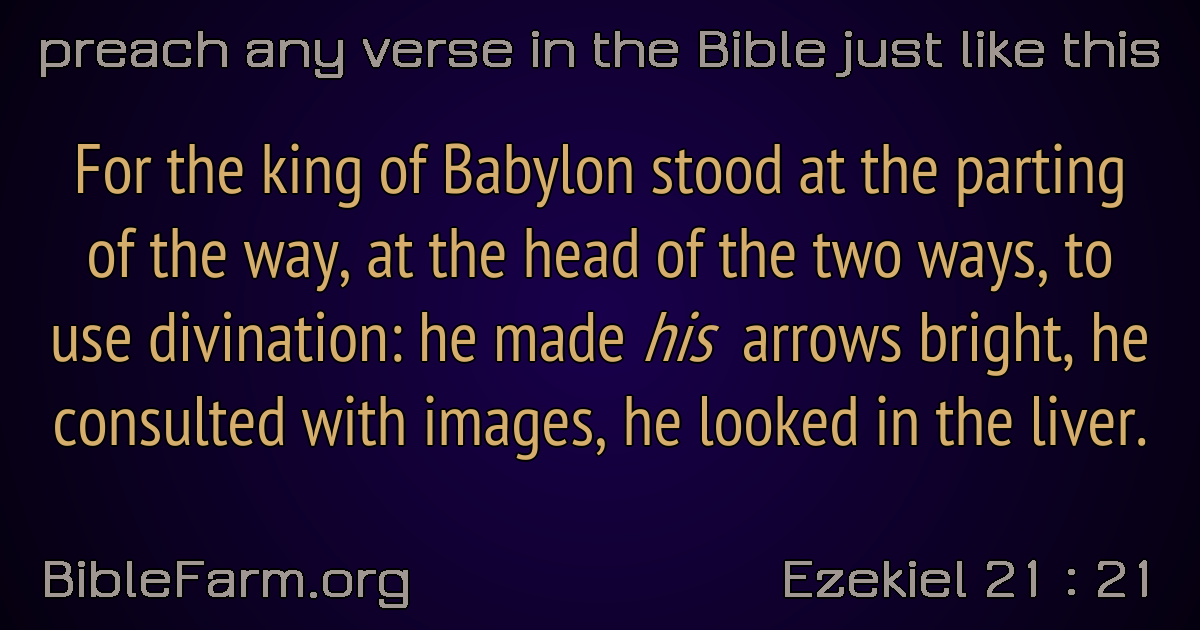 preach any verse in the Bible just like this
For the king of Babylon stood at the parting
of the way, at the head of the two ways, to
use divination: he made his arrows bright, he
consulted with images, he looked in the liver.
BibleFarm.org
Ezekiel 21 : 21